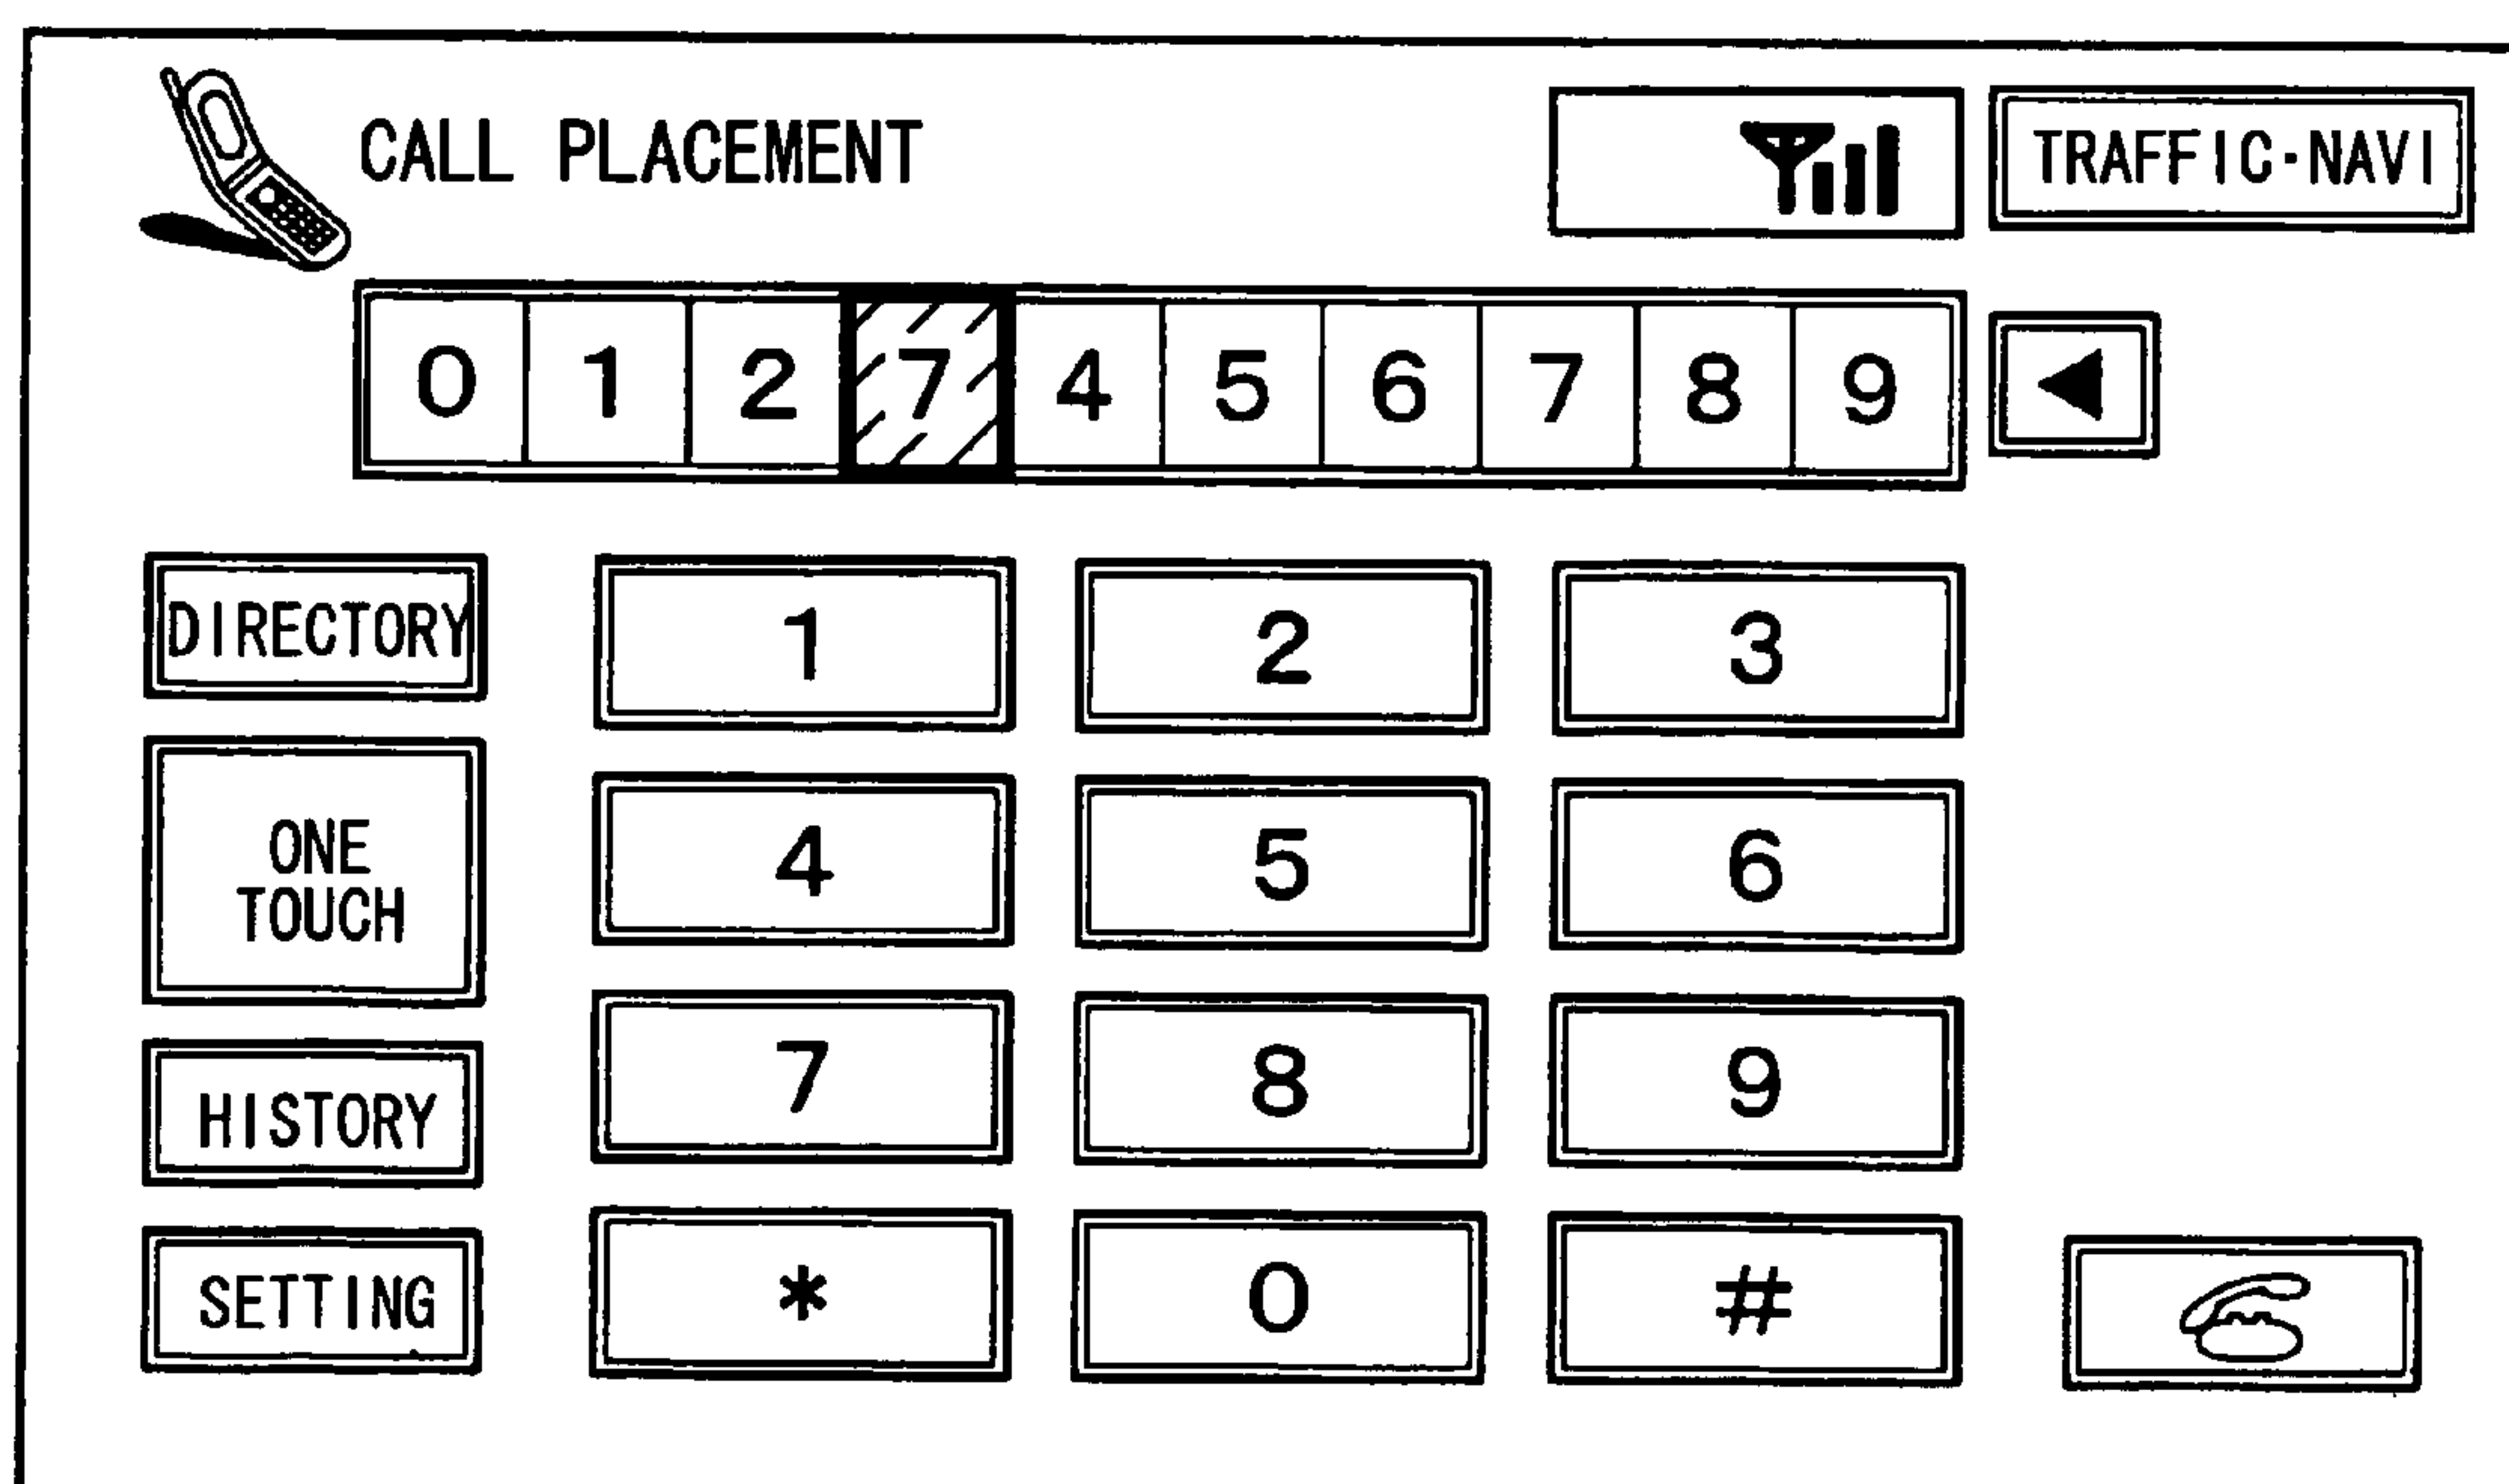 CALL PLACEMENT
TRAFFIC·NAVI
0 1 2 7 4 5 6 7 8 9
DIRECTORY 1 2 3
ONE
TOUCH
4 5 6
HISTORY 7 8 9
SETTING * 0 #